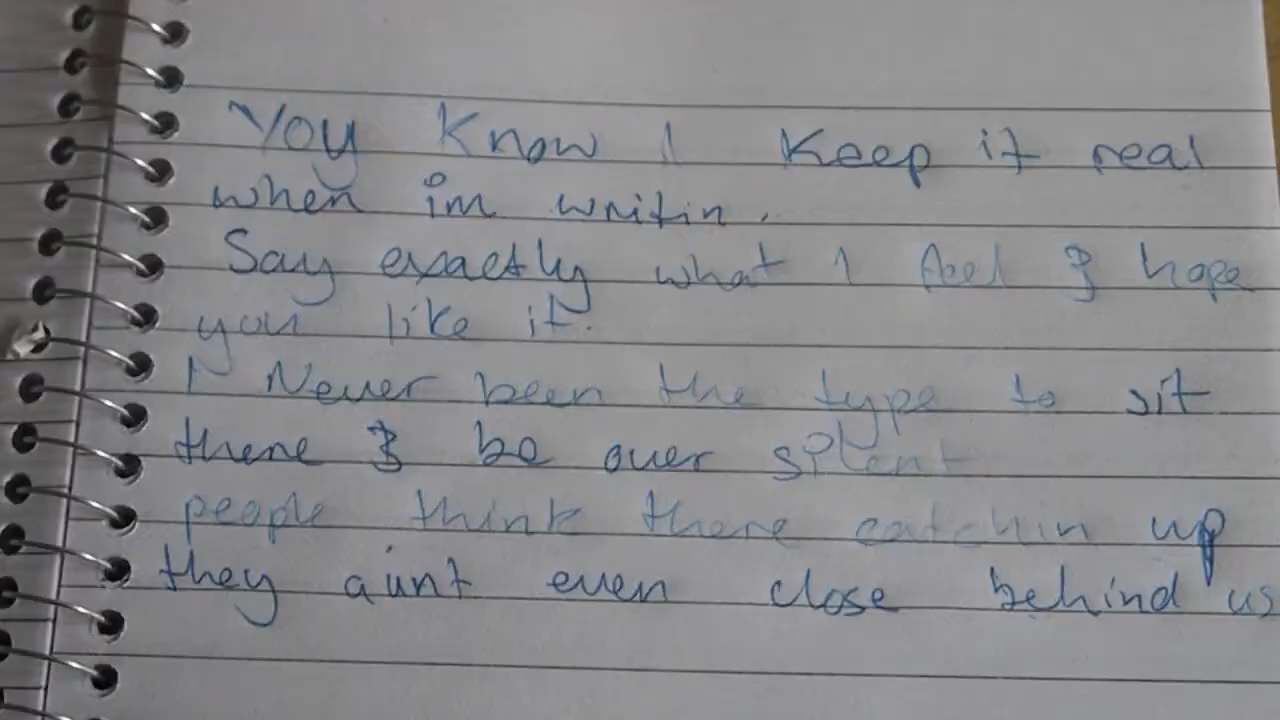 You Know I Keep it real
when im writin.
Say exactly what I feel & hope
you like it.
I Never been the type to sit
there & be over silent
people think there catchin up
they aint even close behind us